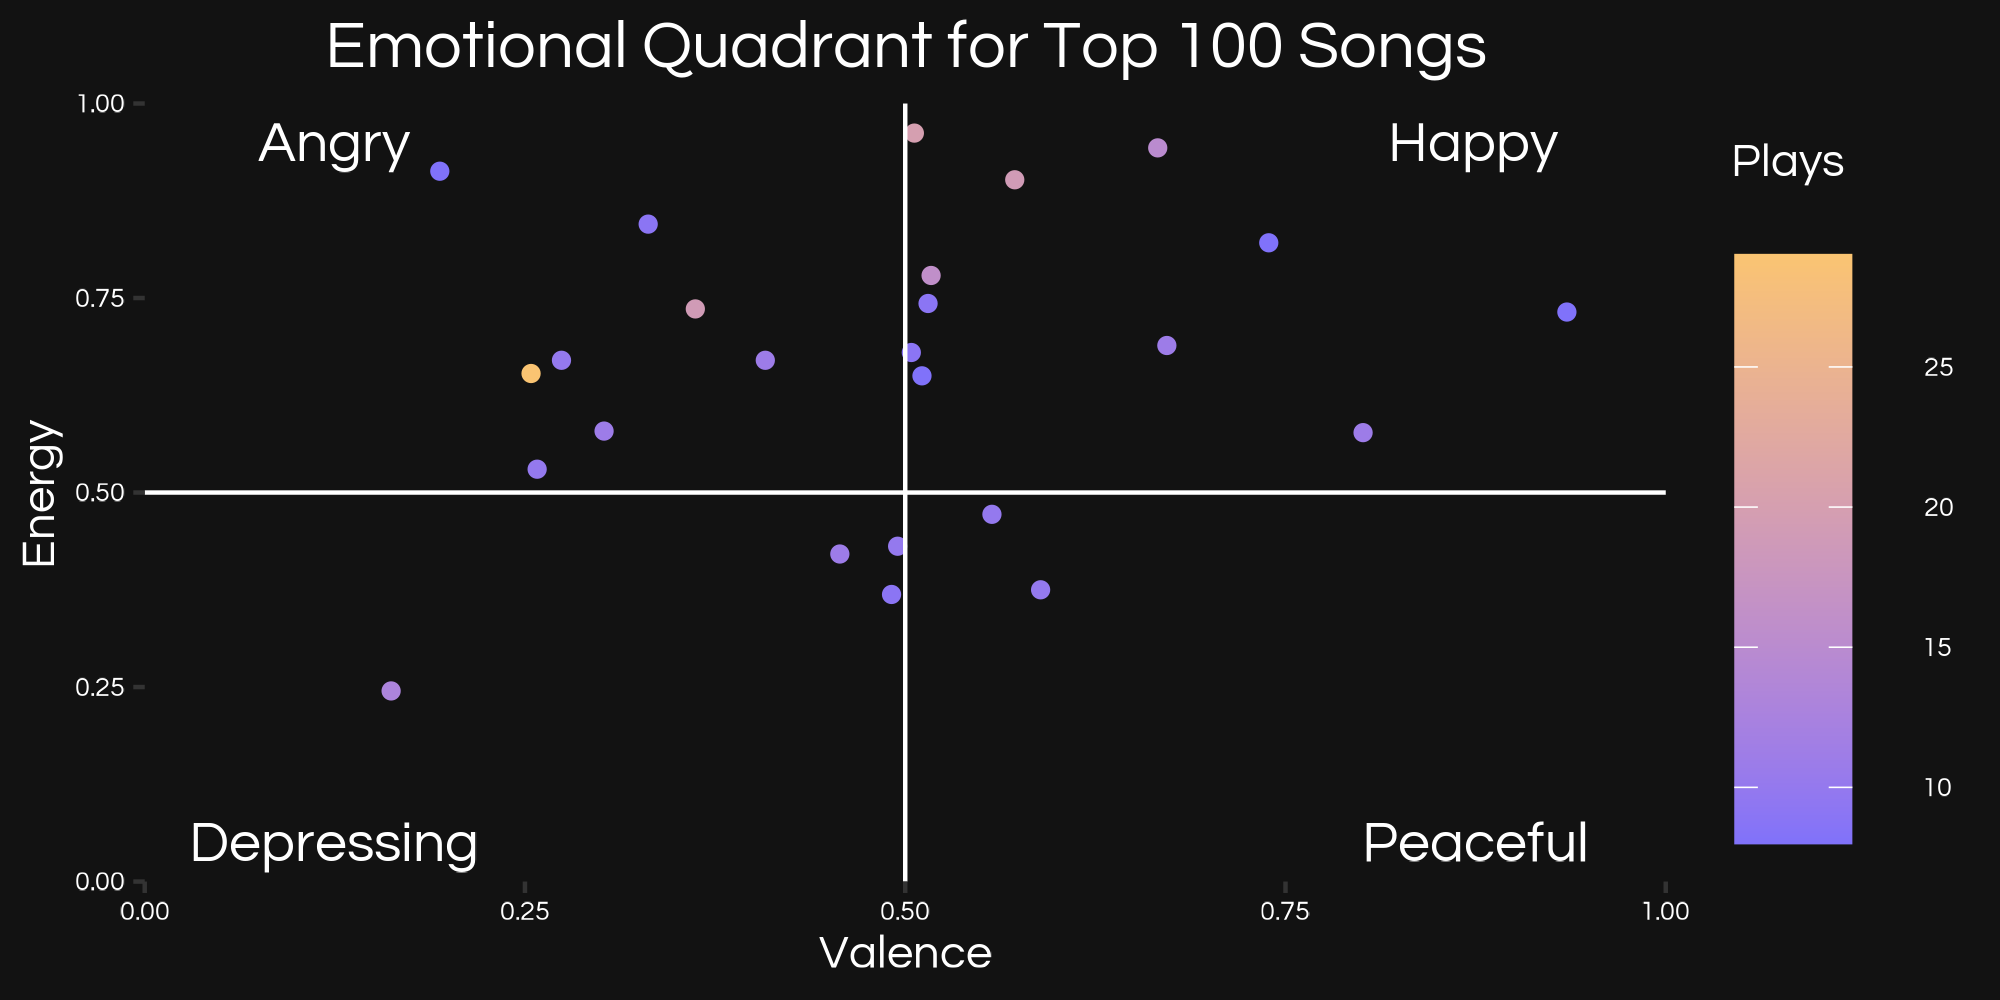 Emotional Quadrant for Top 100 Songs
1.00
Angry
Happy
Plays
0.75
25
20
Energy
0.50
15
0.25
10
Depressing
Peaceful
0.00
0.00 0.25 0.50 0.75 1.00
Valence